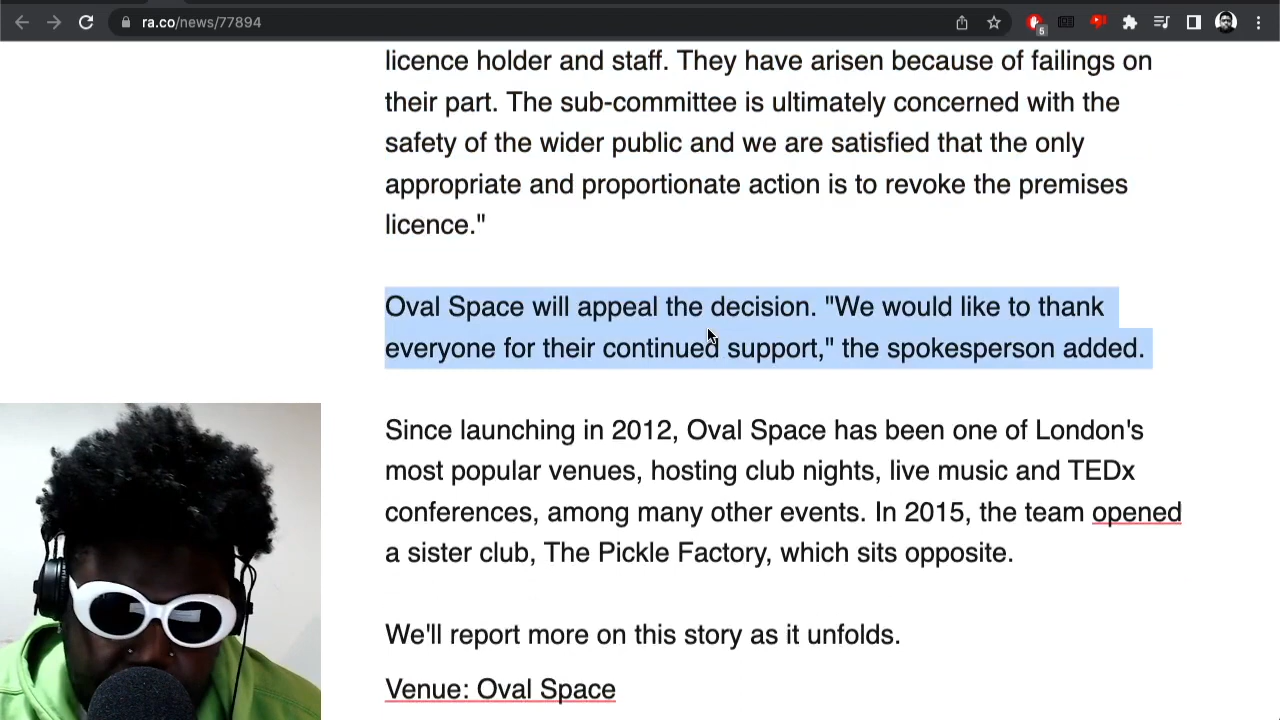 ra.co/news/77894
5
licence holder and staff. They have arisen because of failings on
their part. The sub-committee is ultimately concerned with the
safety of the wider public and we are satisfied that the only
appropriate and proportionate action is to revoke the premises
licence."
Oval Space will appeal the decision. "We would like to thank
everyone for their continued support," the spokesperson added.
Since launching in 2012, Oval Space has been one of London's
most popular venues, hosting club nights, live music and TEDx
conferences, among many other events. In 2015, the team opened
a sister club, The Pickle Factory, which sits opposite.
We'll report more on this story as it unfolds.
Venue: Oval Space